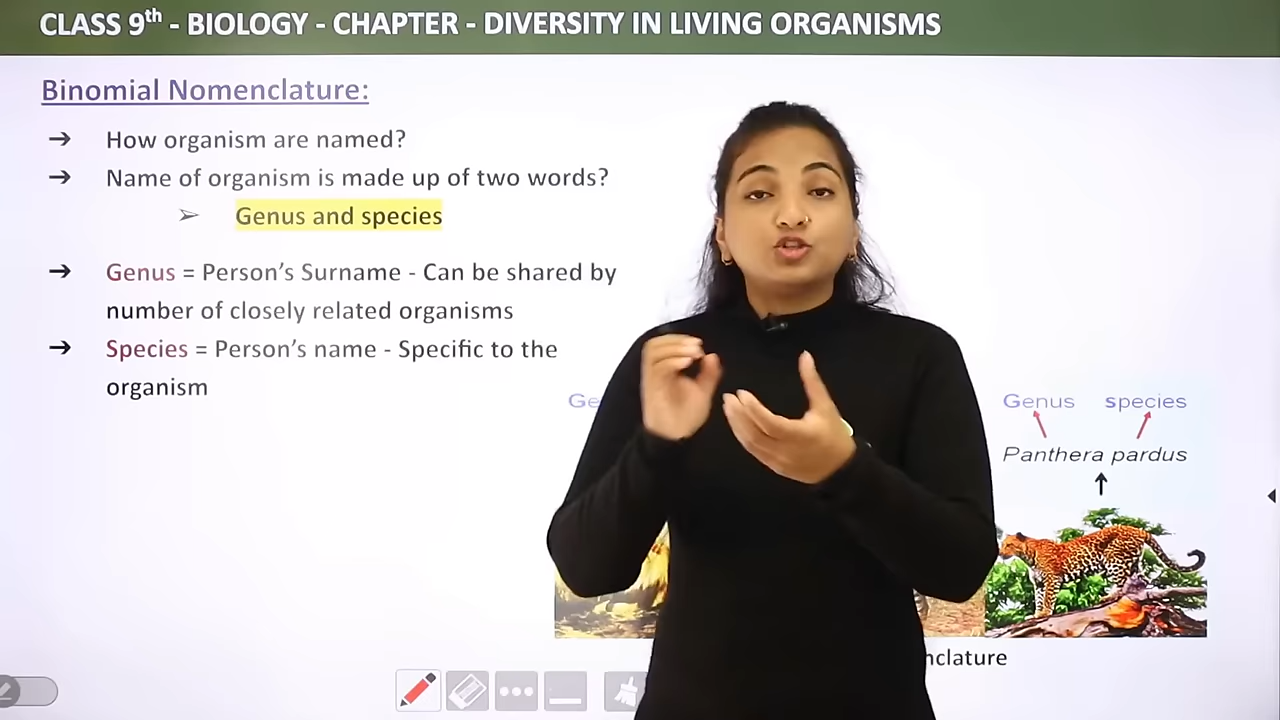 CLASS 9th - BIOLOGY - CHAPTER - DIVERSITY IN LIVING ORGANISMS
Binomial Nomenclature:
➔ How organism are named?
➔ Name of organism is made up of two words?
➢ Genus and species
➔ Genus = Person's Surname - Can be shared by
number of closely related organisms
➔ Species = Person's name - Specific to the
organism
Genus species
Panthera pardus